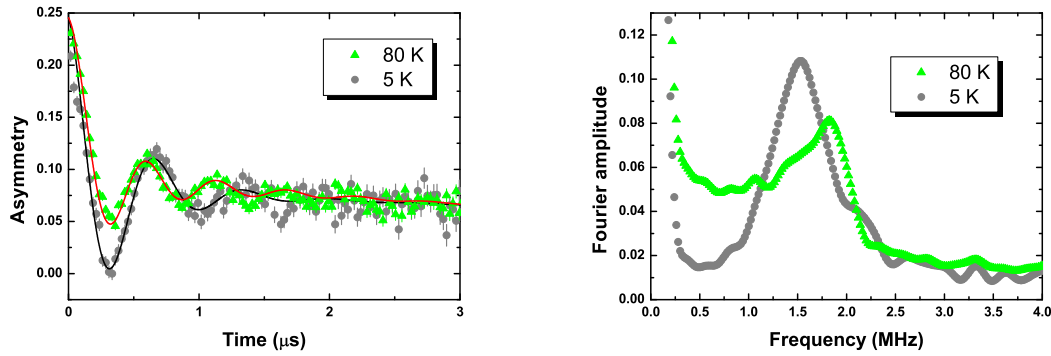 0.25
0.20
0.15
0.10
0.05
0.00
Asymmetry
80 K
5 K
0
1
2
3
Time (μs)
0.12
0.10
0.08
0.06
0.04
0.02
0.00
Fourier amplitude
80 K
5 K
0.0 0.5 1.0 1.5 2.0 2.5 3.0 3.5 4.0
Frequency (MHz)